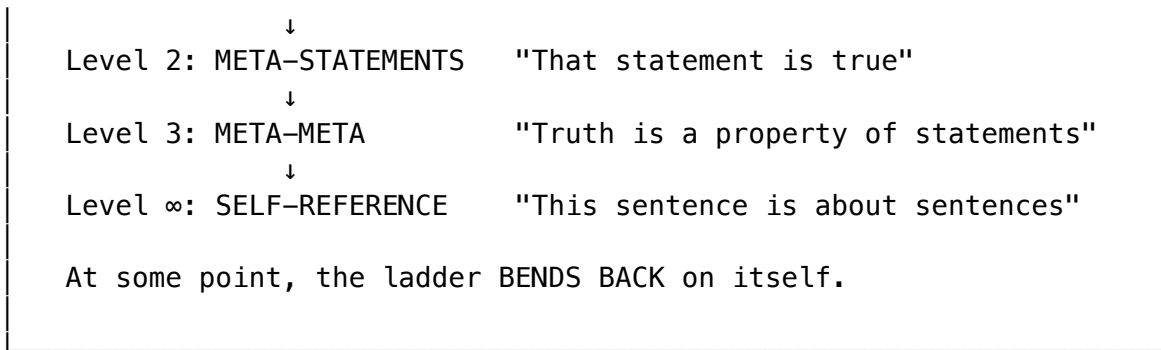 ↓
Level 2: META-STATEMENTS "That statement is true"
↓
Level 3: META-META "Truth is a property of statements"
↓
Level ∞: SELF-REFERENCE "This sentence is about sentences"
At some point, the ladder BENDS BACK on itself.